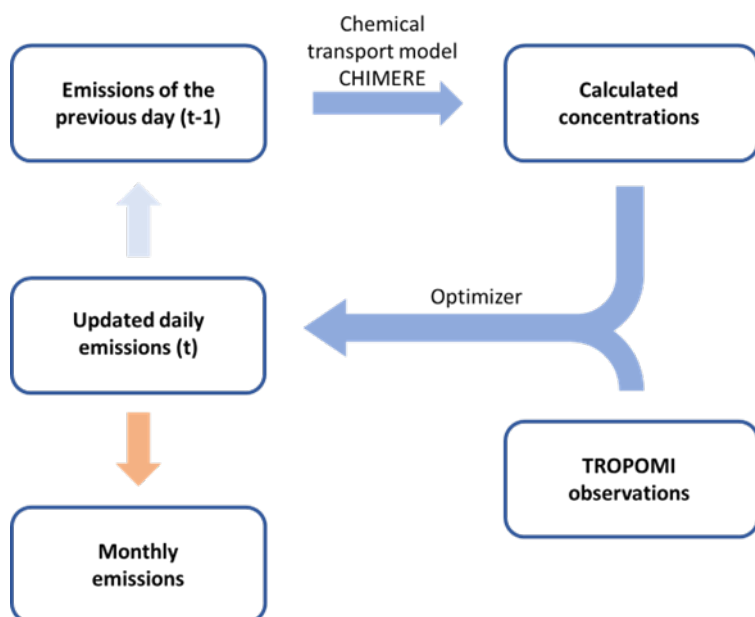 Chemical
transport model
CHIMERE
Emissions of the
previous day (t-1)
Calculated
concentrations
Optimizer
Updated daily
emissions (t)
TROPOMI
observations
Monthly
emissions